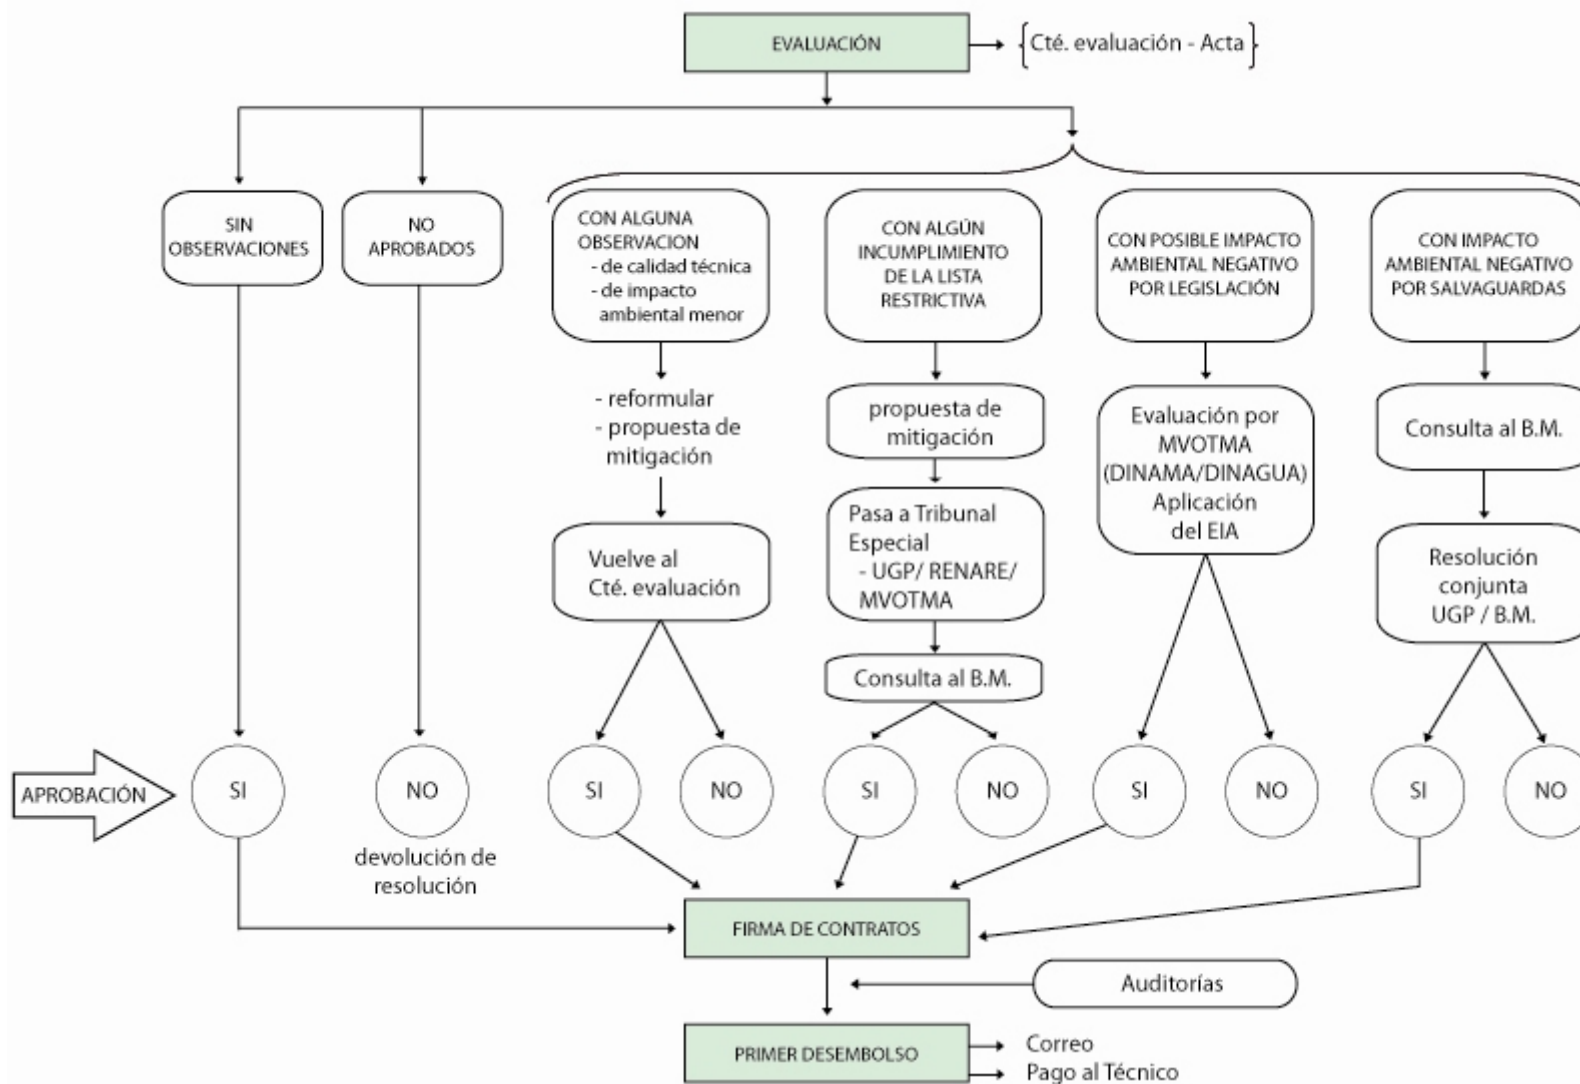 EVALUACIÓN
{Cté. evaluación - Acta}
SIN
OBSERVACIONES
NO
APROBADOS
CON ALGUNA
OBSERVACION
- de calidad técnica
- de impacto
ambiental menor
CON ALGÚN
INCUMPLIMIENTO
DE LA LISTA
RESTRICTIVA
CON POSIBLE IMPACTO
AMBIENTAL NEGATIVO
POR LEGISLACIÓN
CON IMPACTO
AMBIENTAL NEGATIVO
POR SALVAGUARDAS
- reformular
- propuesta de
mitigación
propuesta de
mitigación
Evaluación por
MVOTMA
(DINAMA/DINAGUA)
Aplicación
del EIA
Consulta al B.M.
Vuelve al
Cté. evaluación
Pasa a Tribunal
Especial
- UGP/ RENARE/
MVOTMA
Resolución
conjunta
UGP / B.M.
Consulta al B.M.
APROBACIÓN
SI
NO
SI
NO
SI
NO
SI
NO
SI
NO
devolución de
resolución
FIRMA DE CONTRATOS
Auditorías
PRIMER DESEMBOLSO
Correo
Pago al Técnico